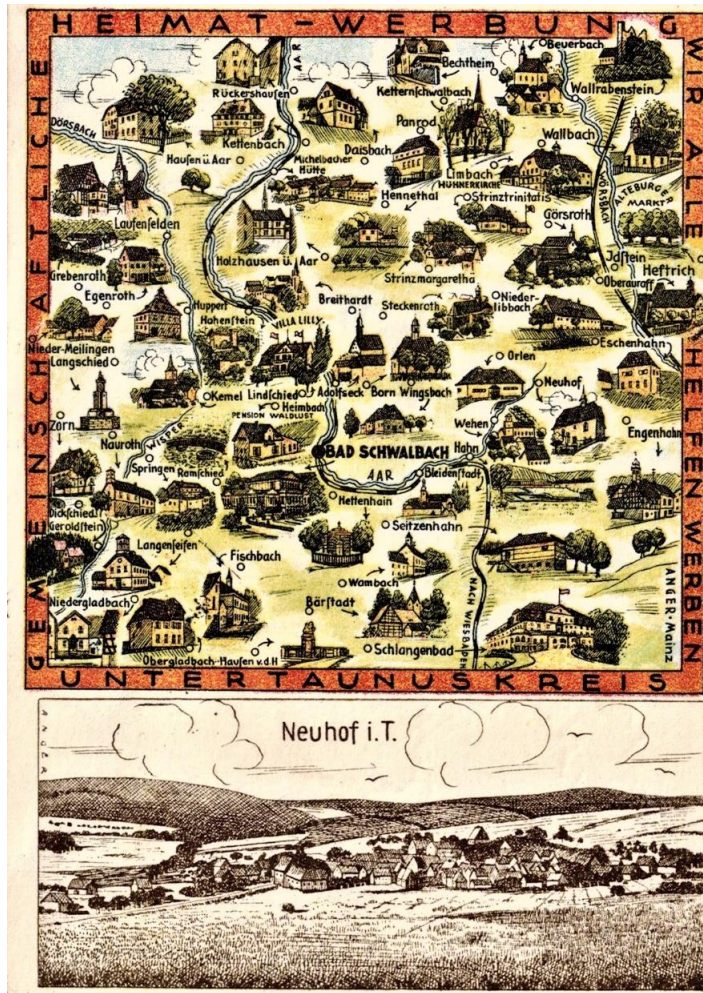 HEIMAT-WERBUNG
WIR ALLE HELFEN WERBEN
GEMEINSCHAFTLICHE
UNTERTAUNUSKREIS
AAR
Beuerbach
Bechtheim
Rückershausen
Ketternschwalbach
Wallrabenstein
DÖRSBACH
Kettenbach
Panrod
Wallbach
Hausen ü. Aar
Daisbach
Michelbacher
Hütte
Limbach
HÜHNERKIRCHE
WÖRSBACH
ALTEBURGER
MARKT
Hennethal
Strinztrinitatis
Görsroth
Laufenselden
Holzhausen ü. Aar
Strinzmargaretha
Idstein
Heftrich
Oberauroff
Grebenroth
Egenroth
Huppert
Hohenstein
Breithardt
Steckenroth
Nieder-
libbach
VILLA LILLY
Eschenhahn
Nieder-Meilingen
Langschied
Orlen
Kemel
Lindschied
Adolfseck
Born
Wingsbach
Neuhof
Heimbach
PENSION WALDLUST
Zorn
Nauroth
WISPER
Wehen
Engenhahn
BAD SCHWALBACH
Hahn
Springen
Ramschied
AAR
Bleidenstadt
Hettenhain
Dickschied
Geroldstein
Seitzenhahn
Langenseifen
Fischbach
Wambach
NACH WIESBADEN
Niedergladbach
Bärstadt
Schlangenbad
ANGER-Mainz
Obergladbach-Hausen v.d.H
ANGER
Neuhof i.T.